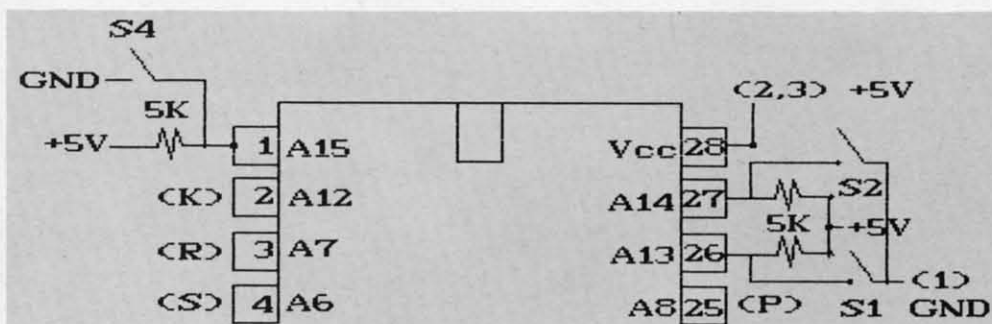 S4
GND
5K
(2,3) +5V
+5V 1 A15 Vcc 28
S2
(K) 2 A12 A14 27
5K +5V
(R) 3 A7 A13 26
(1)
(S) 4 A6 A8 25 (P) S1 GND